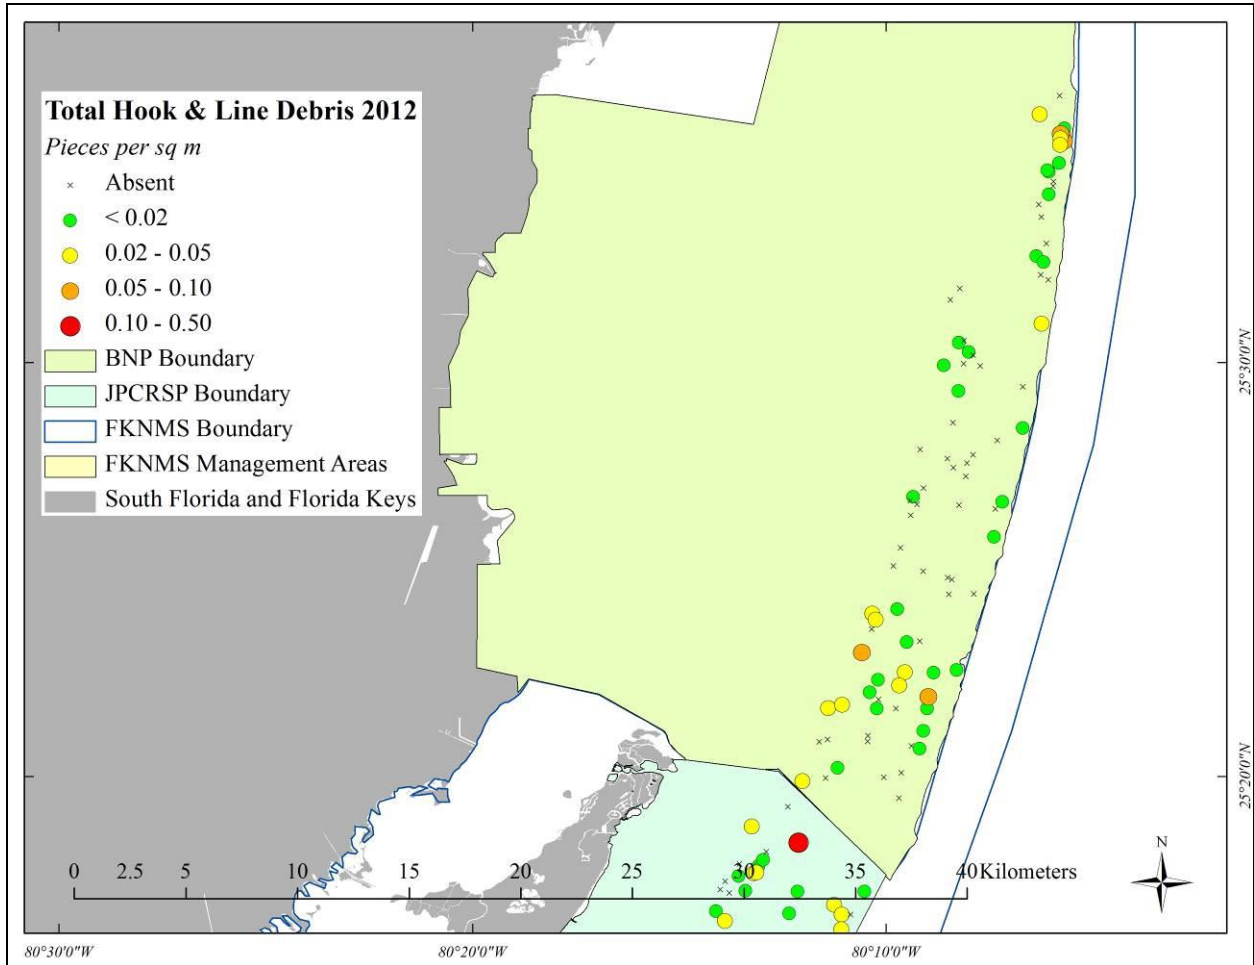 Total Hook & Line Debris 2012
Pieces per sq m
Absent
< 0.02
0.02 - 0.05
0.05 - 0.10
0.10 - 0.50
BNP Boundary
JPCRSP Boundary
FKNMS Boundary
FKNMS Management Areas
South Florida and Florida Keys
25°30'0"N
25°20'0"N
0 2.5 5 10 15 20 25 30 35 40 Kilometers
N
80°30'0"W 80°20'0"W 80°10'0"W